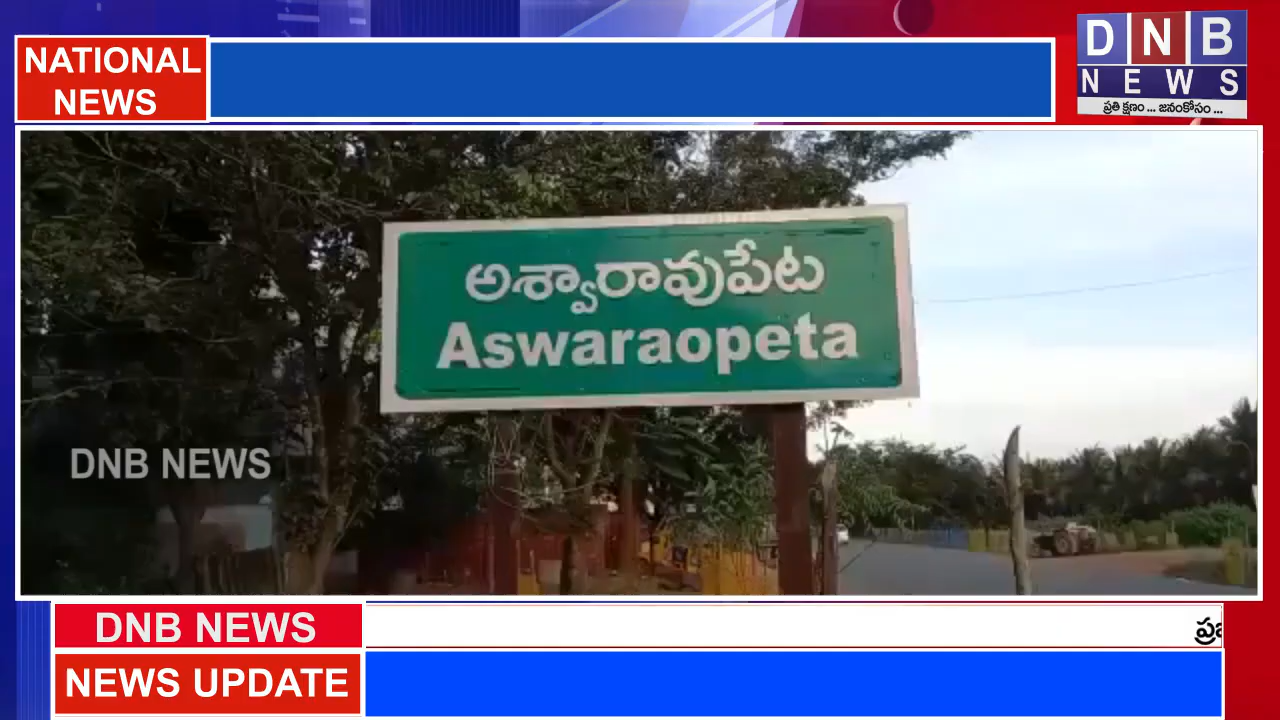 NATIONAL
NEWS
DNB
NEWS
ప్రతి క్షణం ... జనంకోసం ...
అశ్వారావుపేట
Aswaraopeta
DNB NEWS
DNB NEWS
NEWS UPDATE